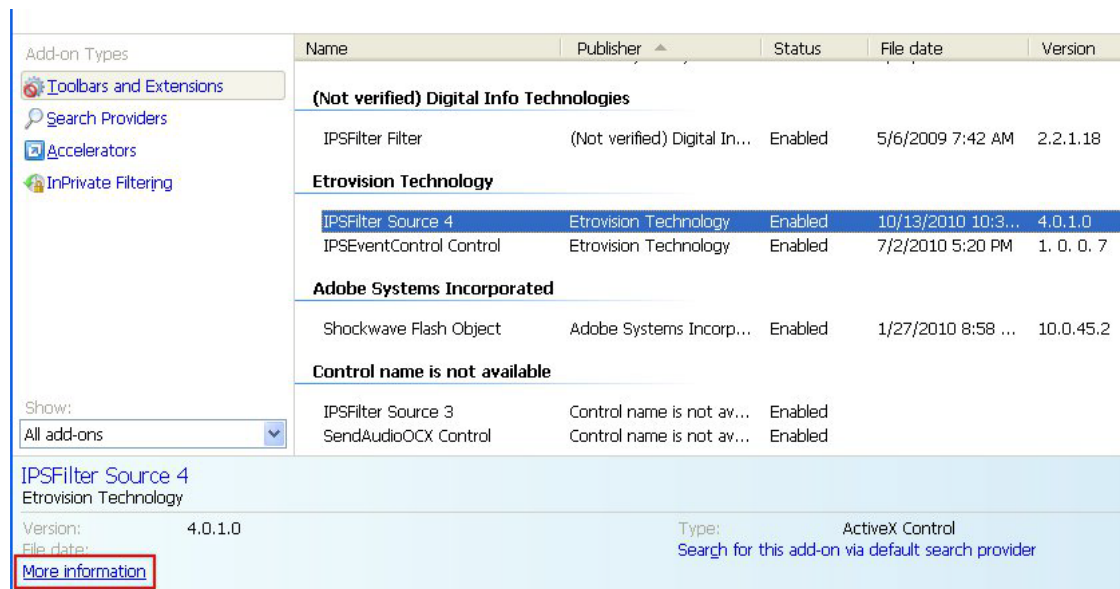 Add-on Types
Toolbars and Extensions
Search Providers
Accelerators
InPrivate Filtering
Show:
All add-ons
Name Publisher Status File date Version
(Not verified) Digital Info Technologies
IPSFilter Filter (Not verified) Digital In... Enabled 5/6/2009 7:42 AM 2.2.1.18
Etrovision Technology
IPSFilter Source 4 Etrovision Technology Enabled 10/13/2010 10:3... 4.0.1.0
IPSEventControl Control Etrovision Technology Enabled 7/2/2010 5:20 PM 1. 0. 0. 7
Adobe Systems Incorporated
Shockwave Flash Object Adobe Systems Incorp... Enabled 1/27/2010 8:58 ... 10.0.45.2
Control name is not available
IPSFilter Source 3 Control name is not av... Enabled
SendAudioOCX Control Control name is not av... Enabled
IPSFilter Source 4
Etrovision Technology
Version: 4.0.1.0 Type: ActiveX Control
File date: Search for this add-on via default search provider
More information